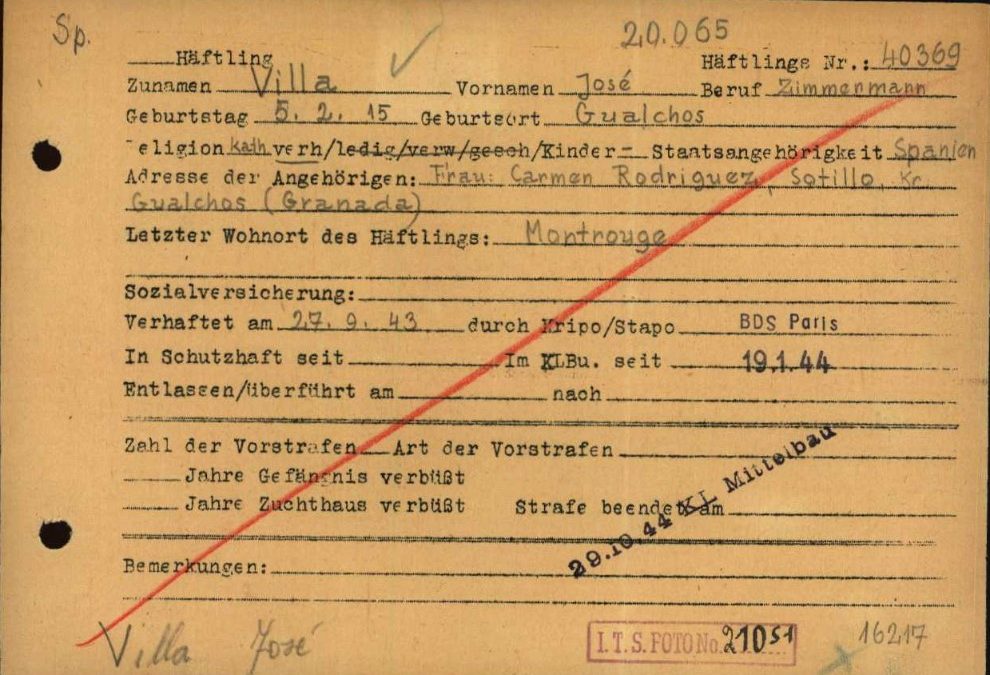 Sp. 20.065
Häftling Häftlings Nr.: 40369
Zunamen Villa Vornamen José Beruf Zimmermann
Geburtstag 5. 2. 15 Geburtsort Gualchos
Religion kath verh/ledig/verw/gesch/Kinder - Staatsangehörigkeit Spanien
Adresse der Angehörigen: Frau: Carmen Rodriguez, Sotillo, Kr.
Gualchos (Granada)
Letzter Wohnort des Häftlings: Montrouge
Sozialversicherung:
Verhaftet am 27. 9. 43 durch Kripo/Stapo BDS Paris
In Schutzhaft seit Im KLBu. seit 19.1.44
Entlassen/überführt am nach
Zahl der Vorstrafen Art der Vorstrafen
Jahre Gefängnis verbüßt
Jahre Zuchthaus verbüßt Strafe beendet am
29.10.44 KL Mittelbau
Bemerkungen:
Villa José I.T.S. FOTO No. 21051 16217